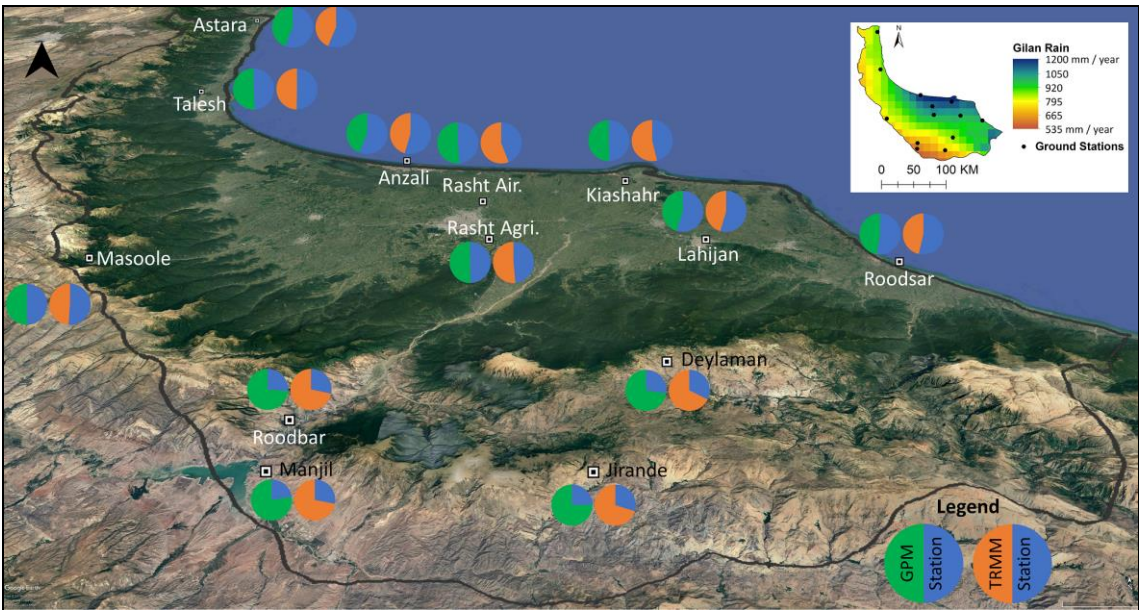 Astara
Talesh
Anzali
Rasht Air.
Rasht Agri.
Kiashahr
Lahijan
Roodsar
Masoole
Deylaman
Roodbar
Manjil
Jirande
N
Gilan Rain
1200 mm / year
1050
920
795
665
535 mm / year
Ground Stations
0 50 100 KM
Legend
GPM
Station
TRMM
Station
Google Earth